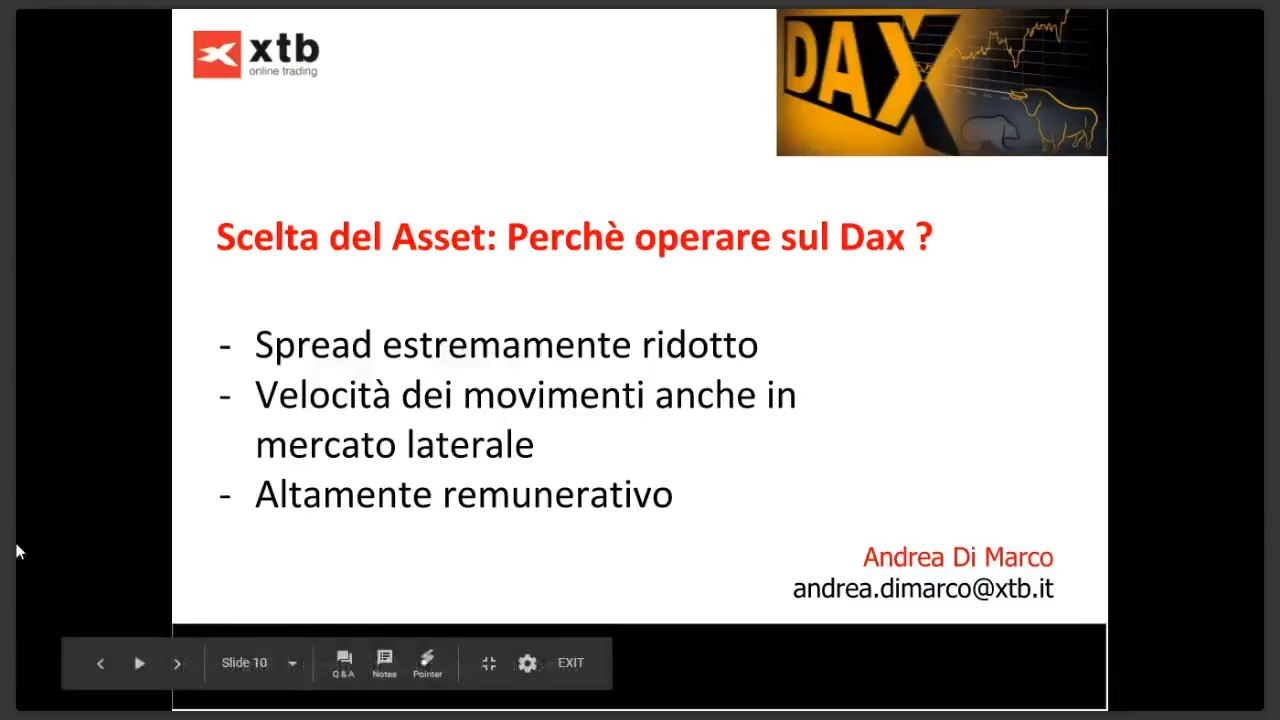 xtb
online trading
DAX
Scelta del Asset: Perchè operare sul Dax ?
- Spread estremamente ridotto
- Velocità dei movimenti anche in
mercato laterale
- Altamente remunerativo
Andrea Di Marco
andrea.dimarco@xtb.it
Slide 10
Q & A
Notes
Pointer
EXIT